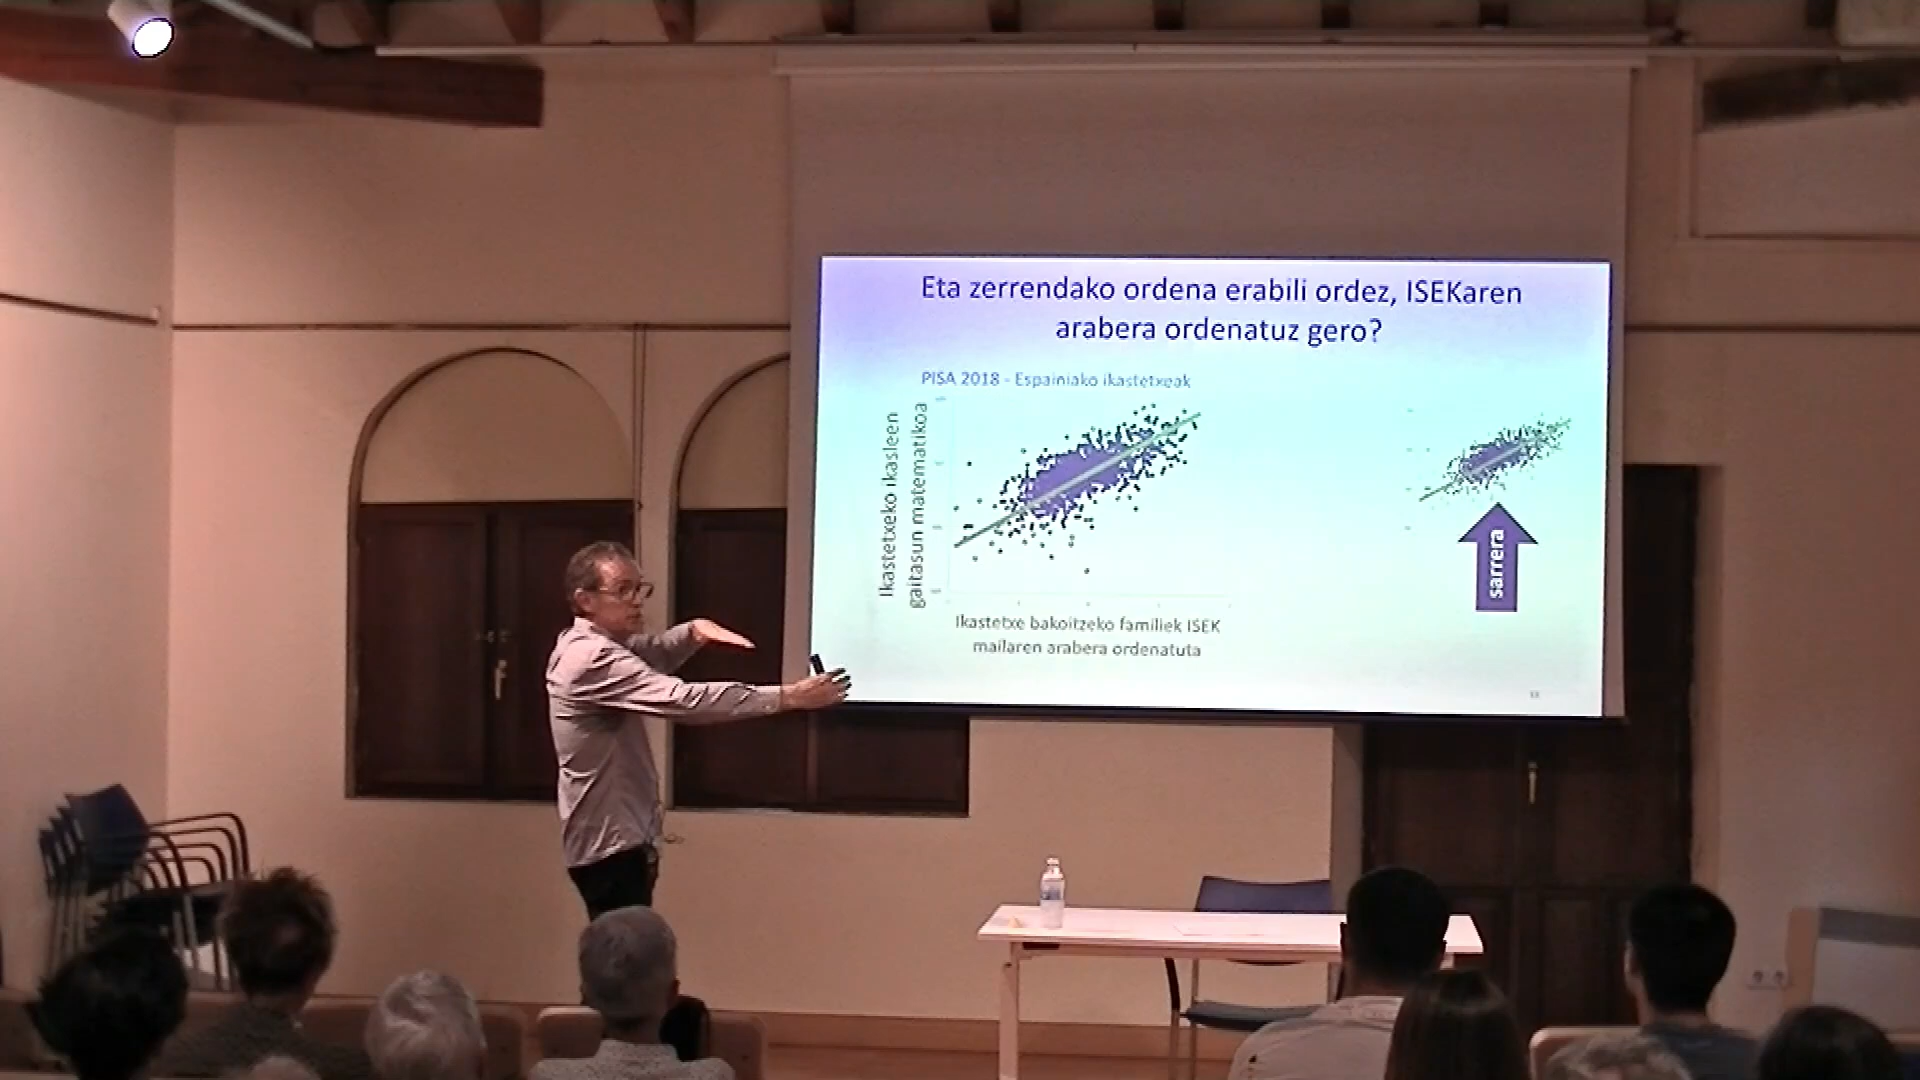 Eta zerrendako ordena erabili ordez, ISEKaren
arabera ordenatuz gero?
PISA 2018 - Espainiako ikastetxeak
Ikastetxeko ikasleen
gaitasun matematikoa
Ikastetxe bakoitzeko familiek ISEK
mailaren arabera ordenatuta
sarrera